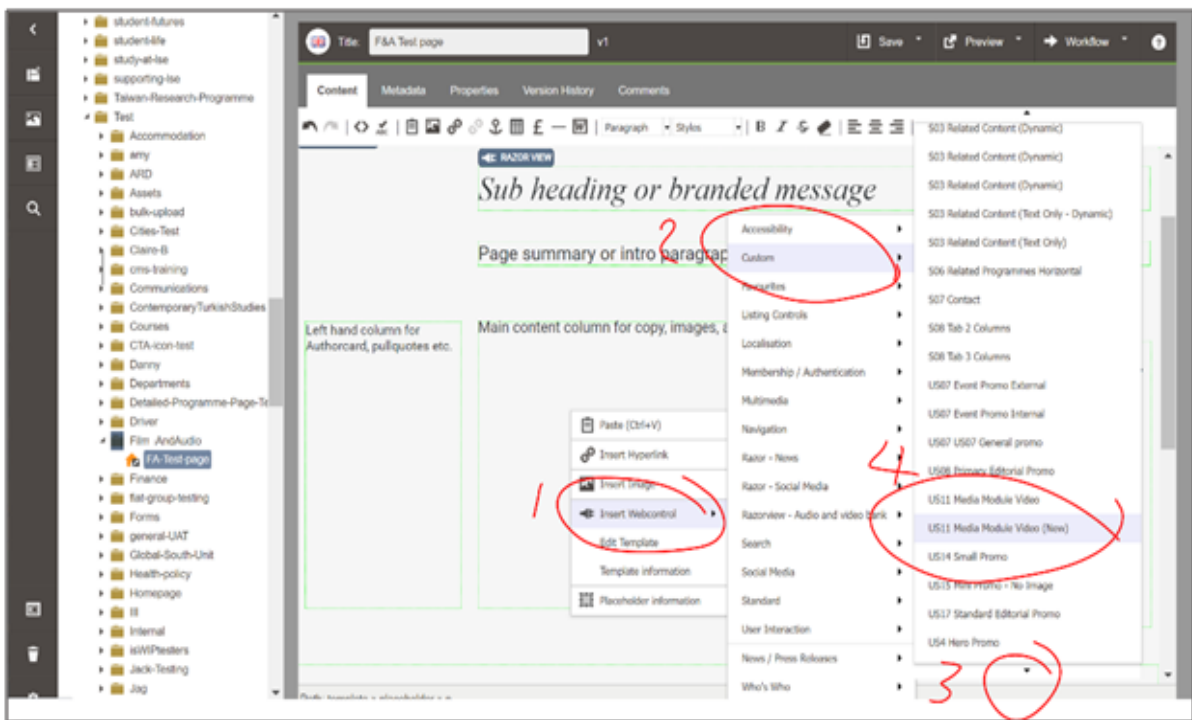 student-futures
student-life
study-at-lse
supporting-lse
Taiwan-Research-Programme
Test
Accommodation
amy
ARD
Assets
bulk-upload
Cities-Test
Claire-B
cms-training
Communications
ContemporaryTurkishStudies
Courses
CTA-icon-test
Danny
Departments
Detailed-Programme-Page-Te
Driver
Film_AndAudio
FA-Test-page
Finance
flat-group-testing
Forms
general-UAT
Global-South-Unit
Health-policy
Homepage
III
Internal
isWIPtesters
Jack-Testing
Jag
Title: F&A Test page v1 Save Preview Workflow
Content Metadata Properties Version History Comments
Paragraph Styles B I S
RAZOR VIEW
Sub heading or branded message
Page summary or intro paragrap
Left hand column for
Authorcard, pullquotes etc.
Main content column for copy, images, a
Paste (Ctrl+V)
Insert Hyperlink
Insert Image
1 Insert Webcontrol
Edit Template
Template information
Placeholder information
2
Accessibility
Custom
Favourites
Listing Controls
Localisation
Membership / Authentication
Multimedia
Navigation
Razor - News
Razor - Social Media
Razorview - Audio and video bank
Search
Social Media
Standard
User Interaction
News / Press Releases
Who's Who
S03 Related Content (Dynamic)
S03 Related Content (Dynamic)
S03 Related Content (Dynamic)
S03 Related Content (Text Only - Dynamic)
S03 Related Content (Text Only)
S06 Related Programmes Horizontal
S07 Contact
S08 Tab 2 Columns
S08 Tab 3 Columns
US07 Event Promo External
US07 Event Promo Internal
US07 US07 General promo
4
US08 Primary Editorial Promo
US11 Media Module Video
US11 Media Module Video (New)
US14 Small Promo
US15 Mini Promo - No Image
US17 Standard Editorial Promo
US4 Hero Promo
3
Path: template > placeholder > p